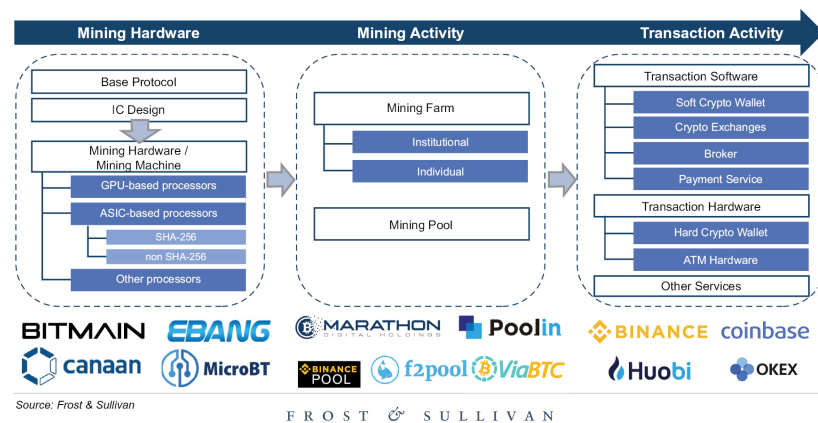 Mining Hardware
Mining Activity
Transaction Activity
Base Protocol
IC Design
Mining Hardware /
Mining Machine
GPU-based processors
ASIC-based processors
SHA-256
non SHA-256
Other processors
Mining Farm
Institutional
Individual
Mining Pool
Transaction Software
Soft Crypto Wallet
Crypto Exchanges
Broker
Payment Service
Transaction Hardware
Hard Crypto Wallet
ATM Hardware
Other Services
BITMAIN
EBANG
canaan
MicroBT
MARATHON
DIGITAL HOLDINGS
Poolin
BINANCE
POOL
f2pool
ViaBTC
BINANCE
coinbase
Huobi
OKEX
Source: Frost & Sullivan
FROST & SULLIVAN